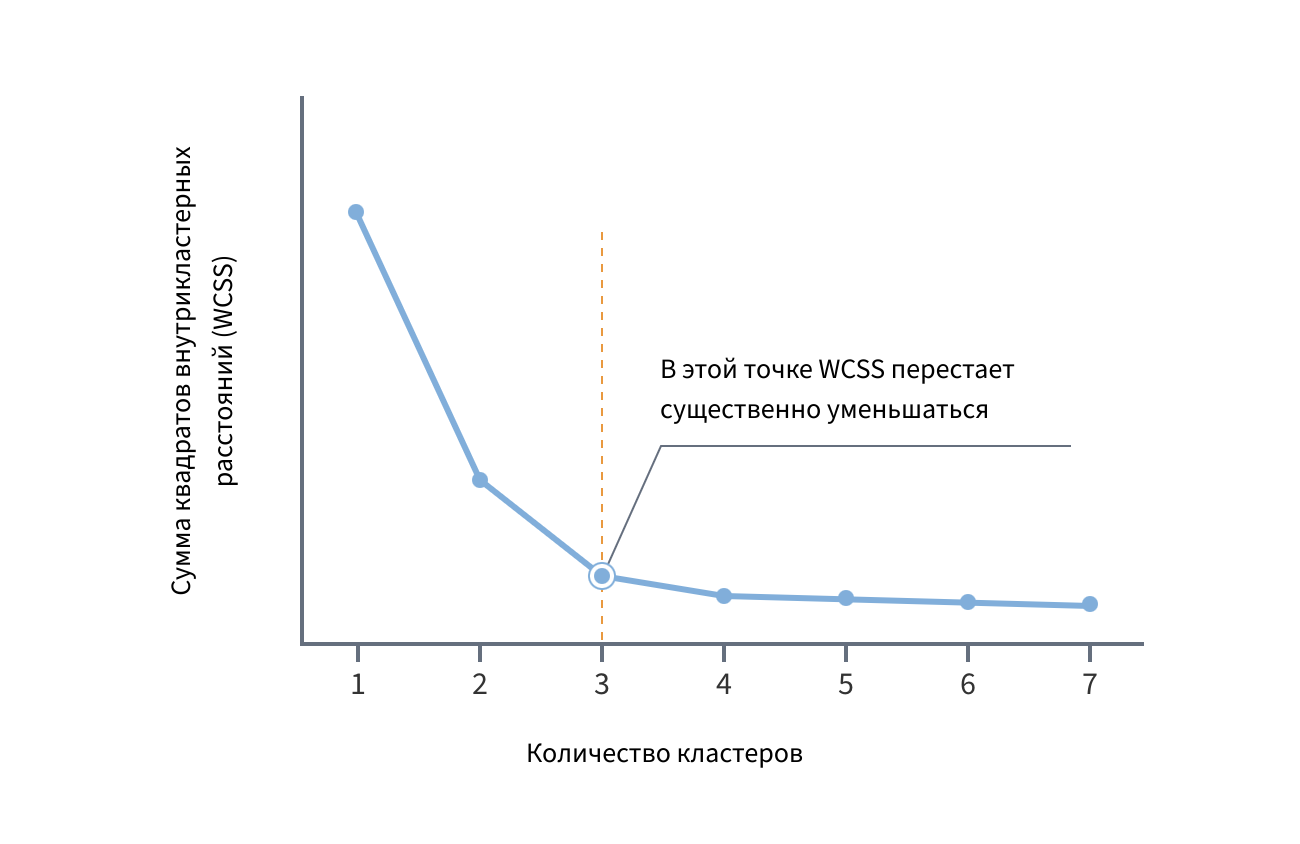 Сумма квадратов внутрикластерных
расстояний (WCSS)
В этой точке WCSS перестает
существенно уменьшаться
1 2 3 4 5 6 7
Количество кластеров